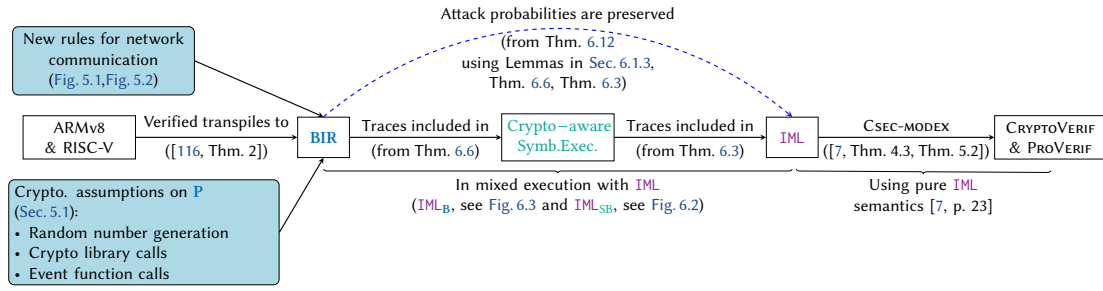 Attack probabilities are preserved
(from Thm. 6.12
using Lemmas in Sec. 6.1.3,
Thm. 6.6, Thm. 6.3)
New rules for network
communication
(Fig. 5.1,Fig. 5.2)
ARMv8
& RISC-V
Verified transpiles to
([116, Thm. 2])
BIR
Traces included in
(from Thm. 6.6)
Crypto−aware
Symb.Exec.
Traces included in
(from Thm. 6.3)
IML
Csec-modex
([7, Thm. 4.3, Thm. 5.2])
CryptoVerif
& ProVerif
In mixed execution with IML
(IML_B, see Fig. 6.3 and IML_SB, see Fig. 6.2)
Using pure IML
semantics [7, p. 23]
Crypto. assumptions on P
(Sec. 5.1):
• Random number generation
• Crypto library calls
• Event function calls